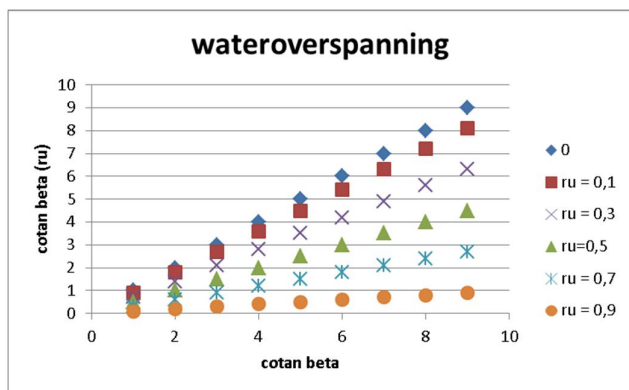 wateroverspanning
10
9
8
7
6
5
4
3
2
1
0
cotan beta (ru)
0 2 4 6 8 10
cotan beta
0
ru = 0,1
ru = 0,3
ru=0,5
ru = 0,7
ru = 0,9